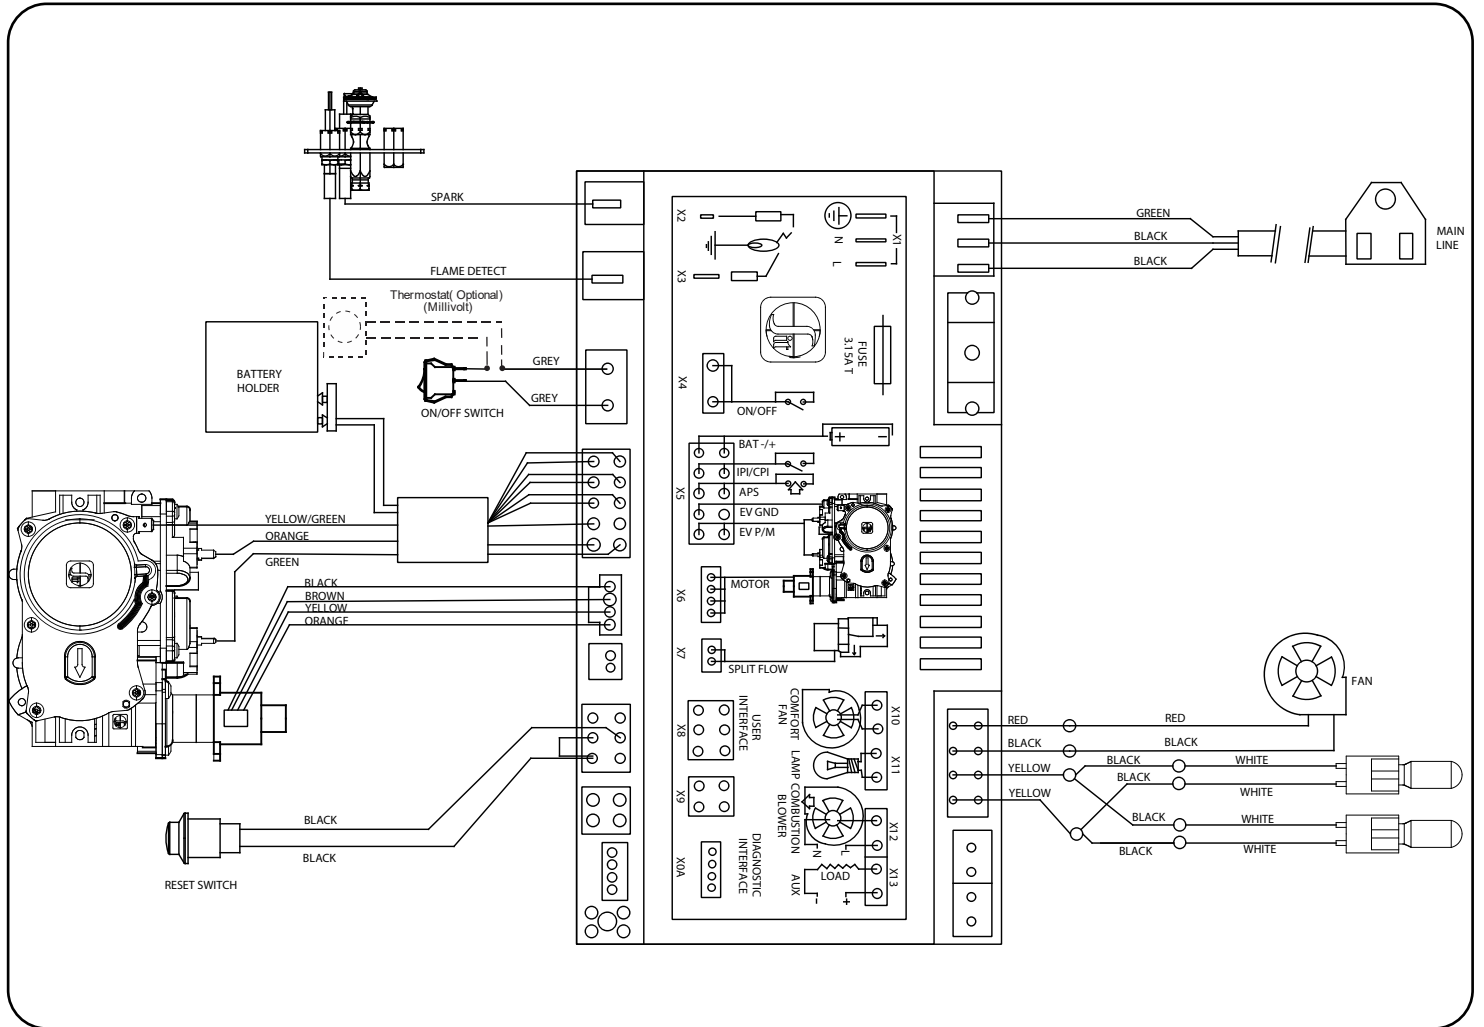 SPARK
FLAME DETECT
Thermostat( Optional)
(Millivolt)
BATTERY
HOLDER
GREY
GREY
ON/OFF SWITCH
YELLOW/GREEN
ORANGE
GREEN
BLACK
BROWN
YELLOW
ORANGE
BLACK
BLACK
RESET SWITCH
X2
X3
N
L
X1
FUSE
3.15A T
X4
ON/OFF
+ −
BAT -/+
IPI/CPI
X5
APS
EV GND
EV P/M
X6
MOTOR
X7
SPLIT FLOW
X8
USER
INTERFACE
COMFORT
FAN
X10
LAMP
X11
X9
COMBUSTION
BLOWER
X12
N
L
X0A
DIAGNOSTIC
INTERFACE
AUX
LOAD
X13
- +
GREEN
BLACK
BLACK
MAIN
LINE
FAN
RED
RED
BLACK
BLACK
YELLOW
BLACK
WHITE
BLACK
WHITE
YELLOW
BLACK
WHITE
BLACK
WHITE